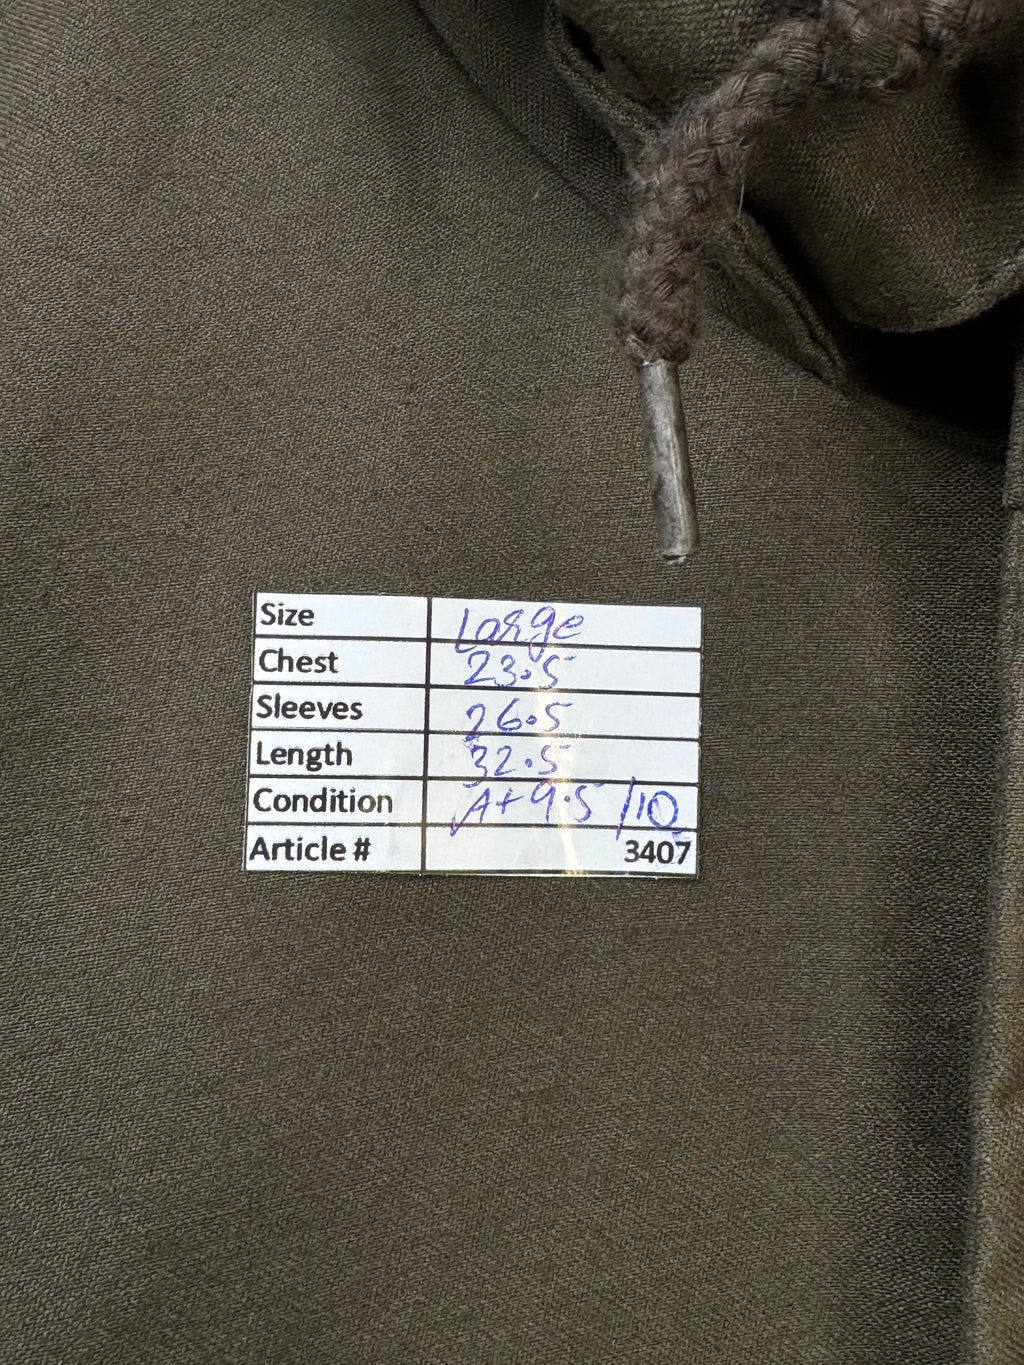 Size Large
Chest 23.5
Sleeves 26.5
Length 32.5
Condition A+ 9.5/10
Article # 3407